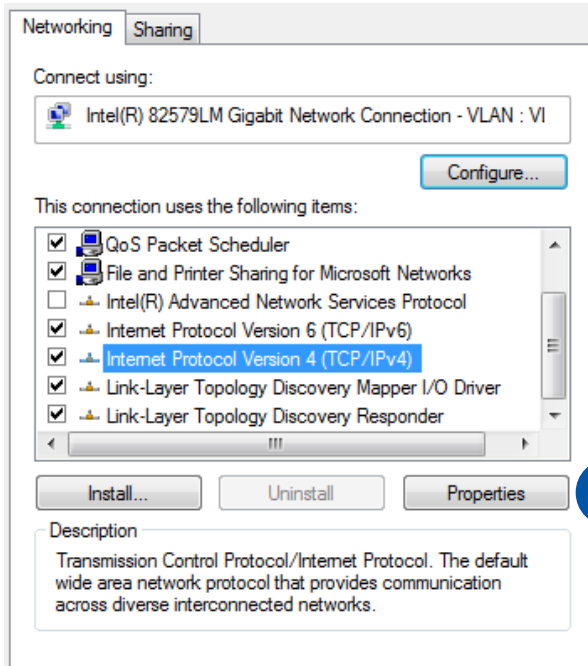 Networking Sharing
Connect using:
Intel(R) 82579LM Gigabit Network Connection - VLAN : VI
Configure...
This connection uses the following items:
QoS Packet Scheduler
File and Printer Sharing for Microsoft Networks
Intel(R) Advanced Network Services Protocol
Internet Protocol Version 6 (TCP/IPv6)
Internet Protocol Version 4 (TCP/IPv4)
Link-Layer Topology Discovery Mapper I/O Driver
Link-Layer Topology Discovery Responder
Install... Uninstall Properties
Description
Transmission Control Protocol/Internet Protocol. The default
wide area network protocol that provides communication
across diverse interconnected networks.